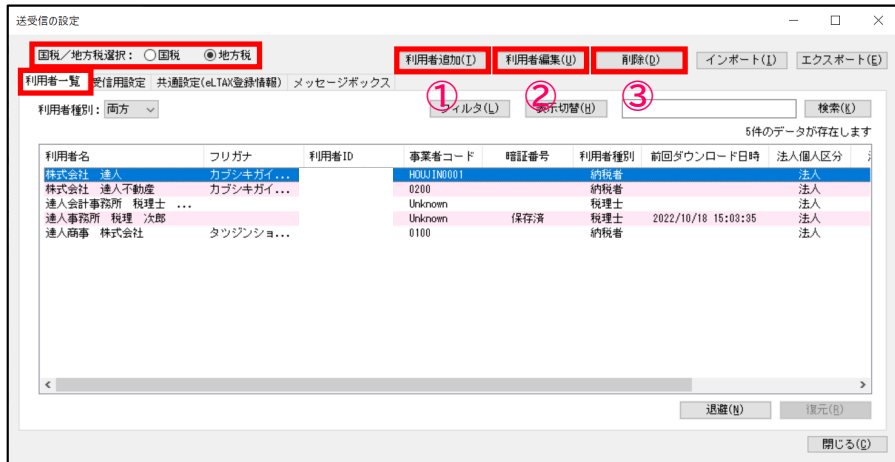 送受信の設定
国税/地方税選択: 国税 地方税
利用者追加(I) 利用者編集(U) 削除(D) インポート(I) エクスポート(E)
利用者一覧 受信用設定 共通設定(eLTAX登録情報) メッセージボックス
① ② ③
利用者種別: 両方 フィルタ(L) 表示切替(H) 検索(K)
5件のデータが存在します
利用者名 フリガナ 利用者ID 事業者コード 暗証番号 利用者種別 前回ダウンロード日時 法人個人区分
株式会社 達人 カブシキガイ... HOUJIN0001 納税者 法人
株式会社 達人不動産 カブシキガイ... 0200 納税者 法人
達人会計事務所 税理士 ... Unknown 税理士 法人
達人事務所 税理 次郎 Unknown 保存済 税理士 2022/10/18 15:03:35 法人
達人商事 株式会社 タツジンショ... 0100 納税者 法人
退避(N) 復元(R)
閉じる(C)